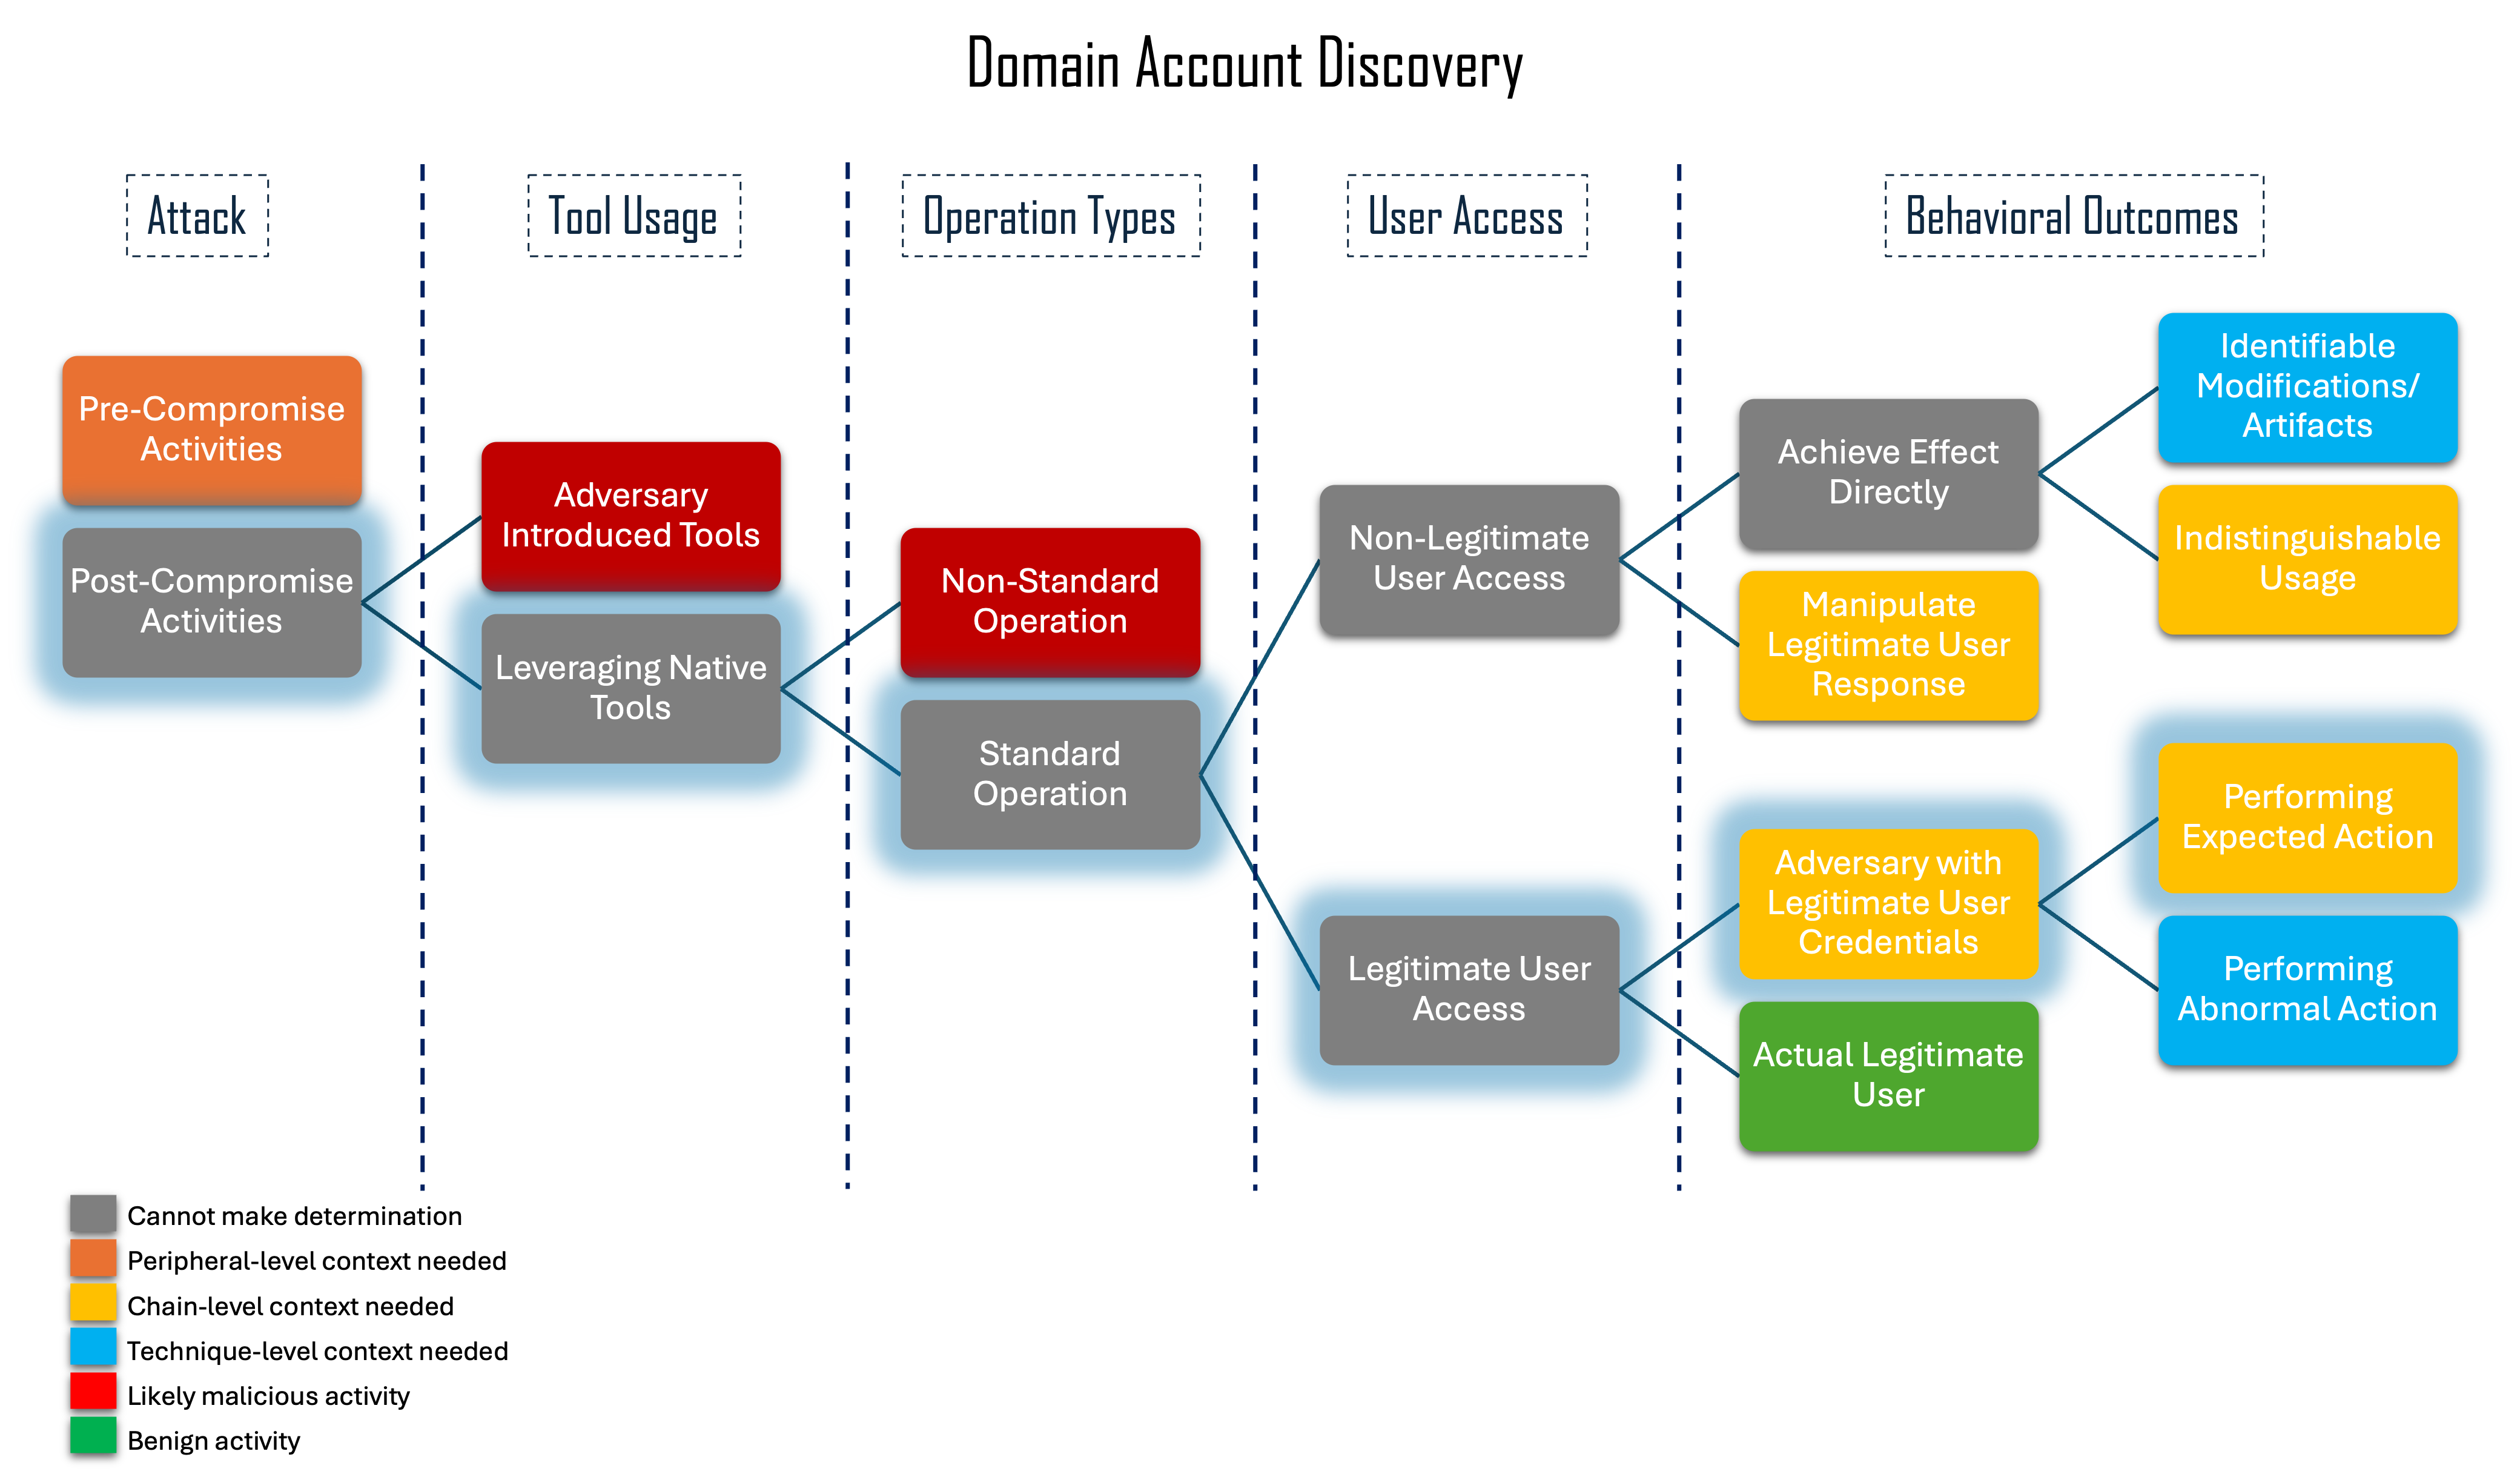 Domain Account Discovery
Attack
Tool Usage
Operation Types
User Access
Behavioral Outcomes
Pre-Compromise
Activities
Post-Compromise
Activities
Adversary
Introduced Tools
Leveraging Native
Tools
Non-Standard
Operation
Standard
Operation
Non-Legitimate
User Access
Legitimate User
Access
Achieve Effect
Directly
Manipulate
Legitimate User
Response
Adversary with
Legitimate User
Credentials
Actual Legitimate
User
Identifiable
Modifications/
Artifacts
Indistinguishable
Usage
Performing
Expected Action
Performing
Abnormal Action
Cannot make determination
Peripheral-level context needed
Chain-level context needed
Technique-level context needed
Likely malicious activity
Benign activity